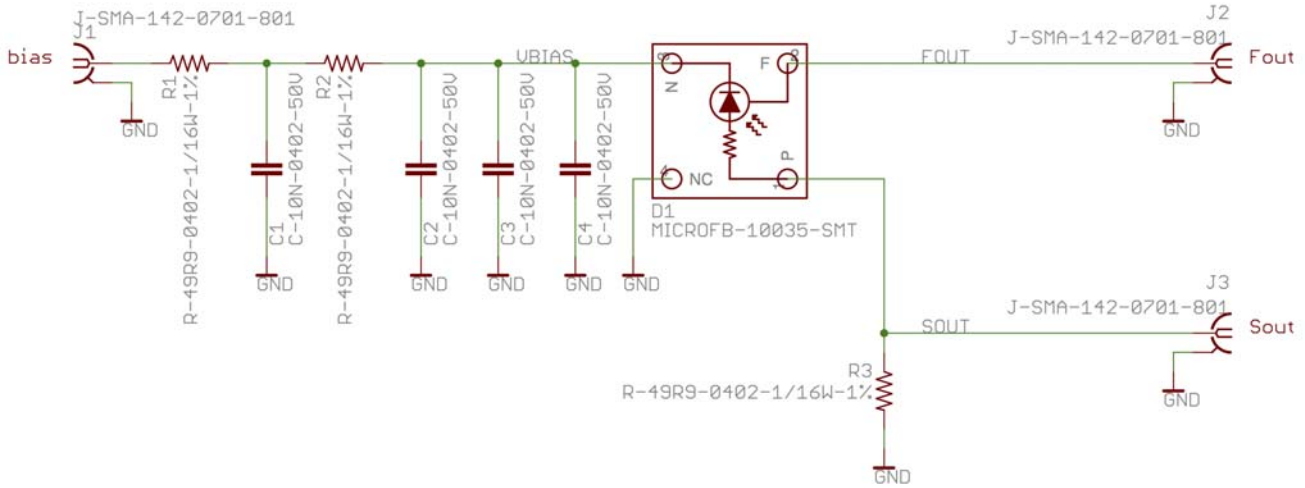 J-SMA-142-0701-801
J1
bias
R1
R-49R9-0402-1/16W-1%
GND
C1
C-10N-0402-50V
GND
R2
R-49R9-0402-1/16W-1%
C2
C-10N-0402-50V
GND
C3
C-10N-0402-50V
GND
VBIAS
C4
C-10N-0402-50V
GND
N
F
2
4
NC
P
1
D1
MICROFB-10035-SMT
GND
FOUT
J2
J-SMA-142-0701-801
Fout
GND
SOUT
J3
J-SMA-142-0701-801
Sout
GND
R3
R-49R9-0402-1/16W-1%
GND